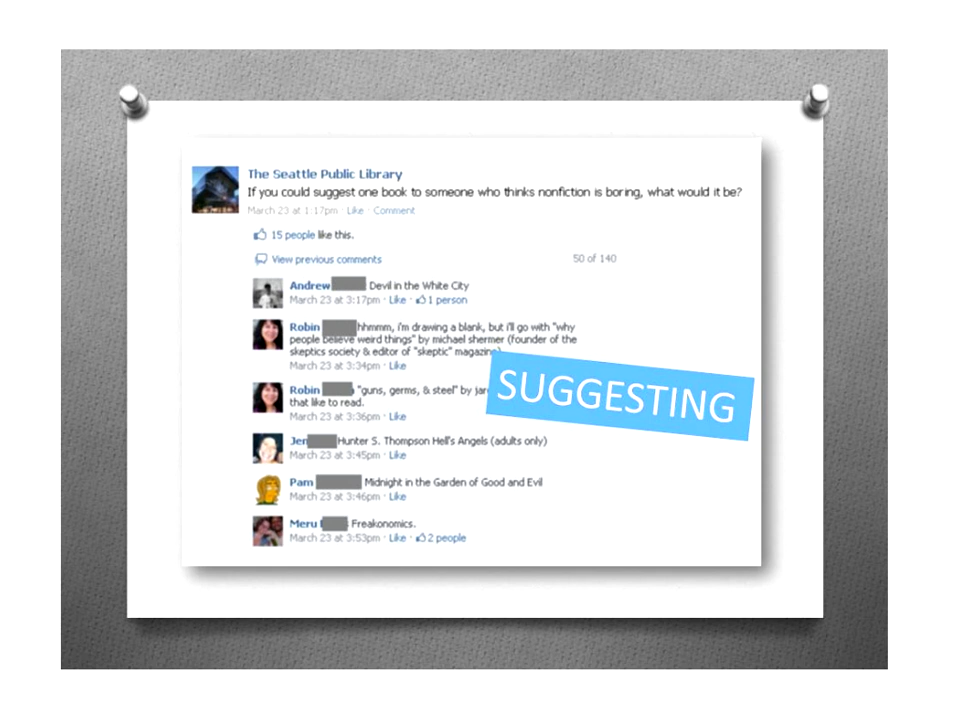 The Seattle Public Library
If you could suggest one book to someone who thinks nonfiction is boring, what would it be?
March 23 at 1:17pm · Like · Comment
15 people like this.
View previous comments 50 of 140
Andrew Devil in the White City
March 23 at 3:17pm · Like · 1 person
Robin hhmmm, i'm drawing a blank, but i'll go with "why
people believe weird things" by michael shermer (founder of the
skeptics society & editor of "skeptic" magazine)
March 23 at 3:34pm · Like
Robin "guns, germs, & steel" by
that like to read.
March 23 at 3:36pm · Like
SUGGESTING
Jen Hunter S. Thompson Hell's Angels (adults only)
March 23 at 3:45pm · Like
Pam Midnight in the Garden of Good and Evil
March 23 at 3:46pm · Like
Meru Freakonomics.
March 23 at 3:53pm · Like · 2 people